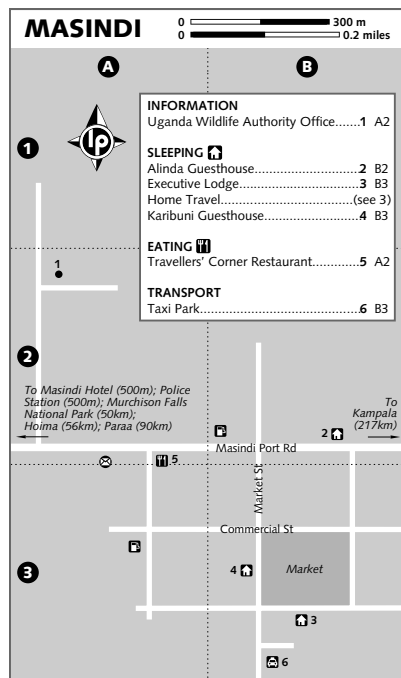 MASINDI
0 300 m
0 0.2 miles
A B
1
lp
INFORMATION
Uganda Wildlife Authority Office.......1 A2
SLEEPING
Alinda Guesthouse.......................2 B2
Executive Lodge..........................3 B3
Home Travel.............................(see 3)
Karibuni Guesthouse...................4 B3
EATING
Travellers' Corner Restaurant............5 A2
TRANSPORT
Taxi Park...................................6 B3
1
2
To Masindi Hotel (500m); Police
Station (500m); Murchison Falls
National Park (50km);
Hoima (56km); Paraa (90km)
To
Kampala
(217km)
2
Masindi Port Rd
5
Market St
Commercial St
3
4
Market
3
6